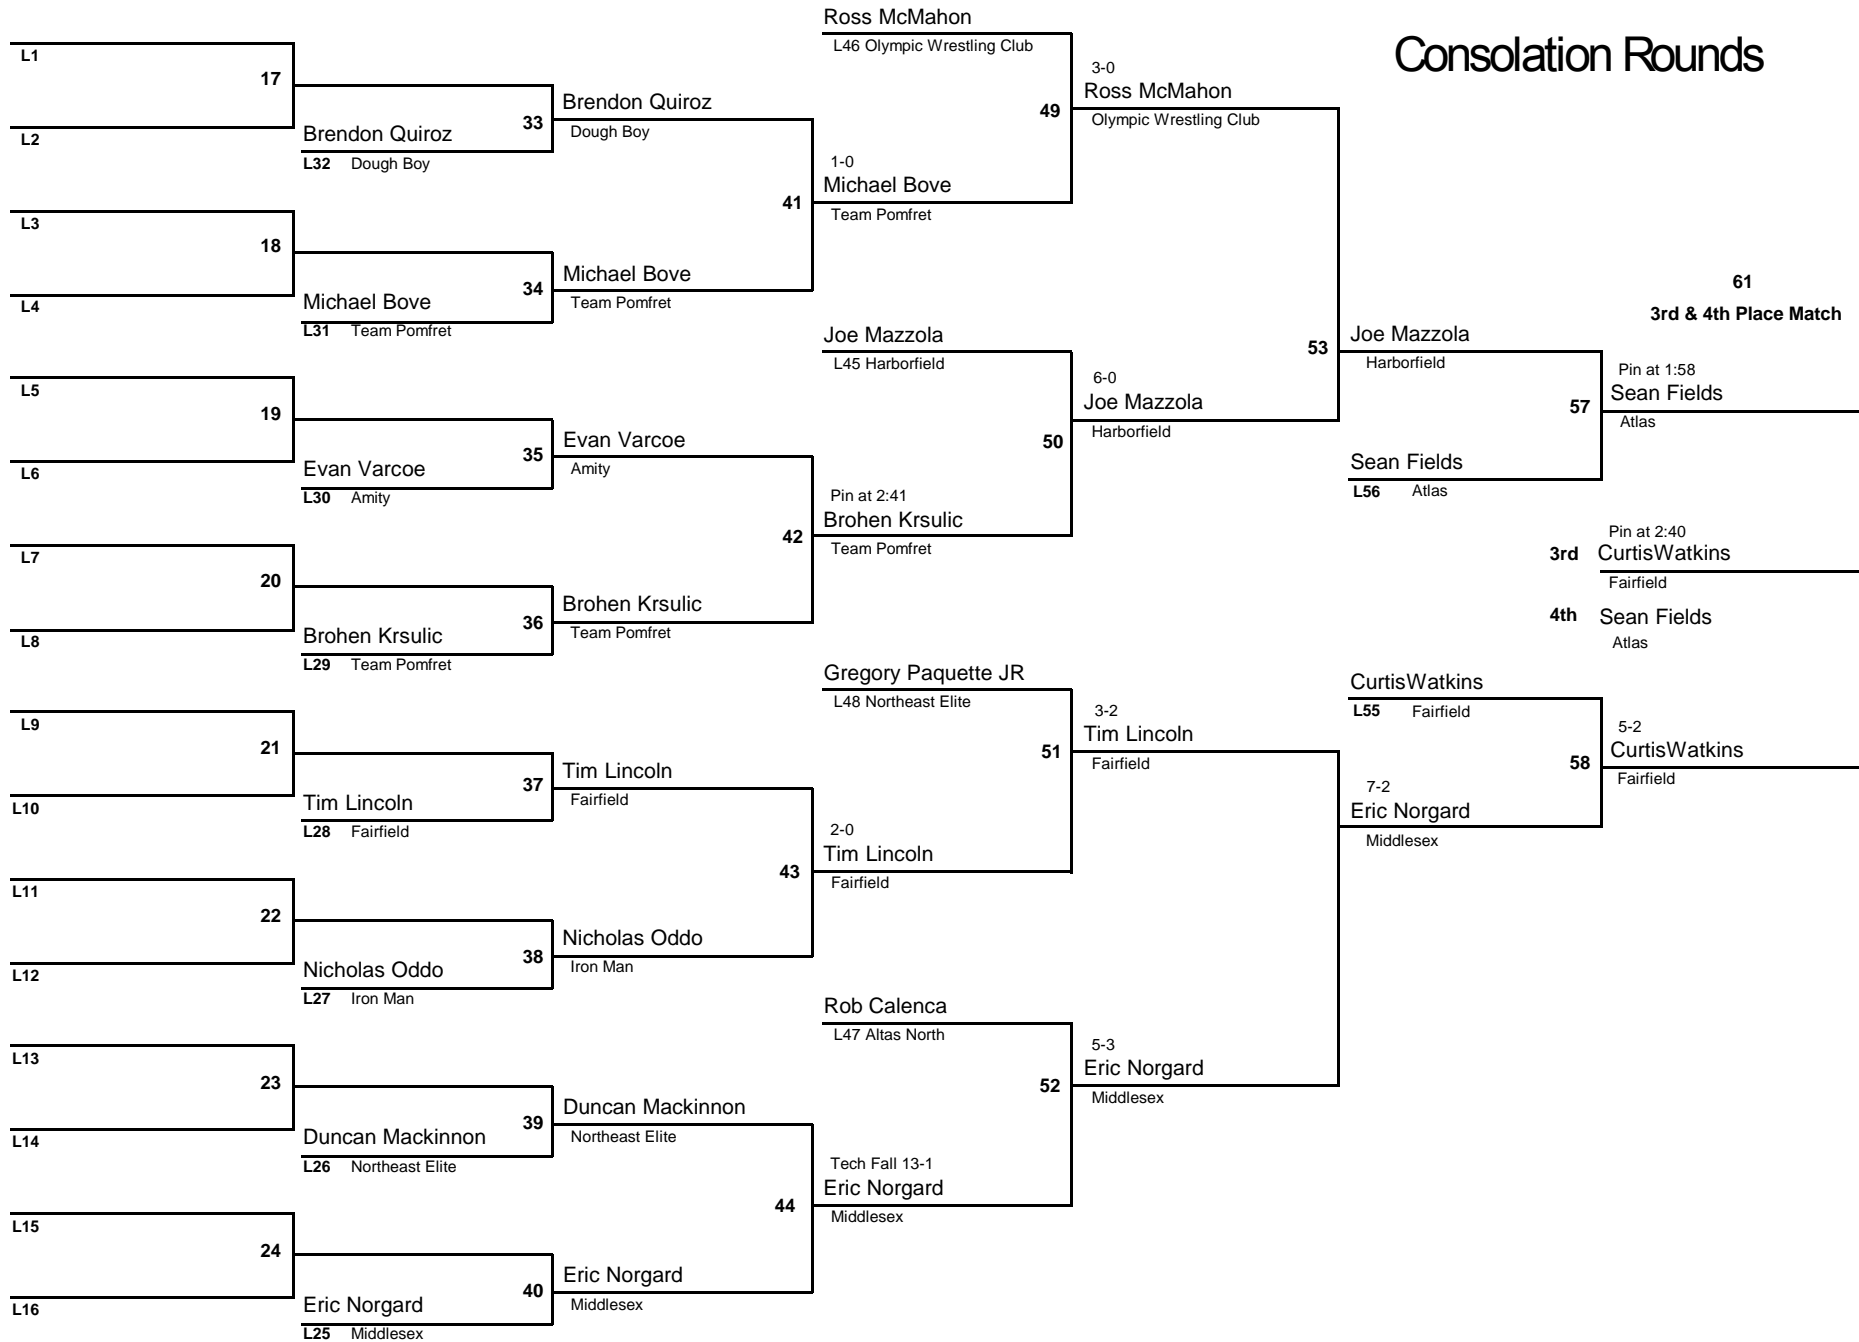 Consolation Rounds
L1
17
L2
Brendon Quiroz
L32 Dough Boy
33
L3
18
L4
Michael Bove
L31 Team Pomfret
34
L5
19
L6
Evan Varcoe
L30 Amity
35
L7
20
L8
Brohen Krsulic
L29 Team Pomfret
36
L9
21
L10
Tim Lincoln
L28 Fairfield
37
L11
22
L12
Nicholas Oddo
L27 Iron Man
38
L13
23
L14
Duncan Mackinnon
L26 Northeast Elite
39
L15
24
L16
Eric Norgard
L25 Middlesex
40
Brendon Quiroz
Dough Boy
41
Michael Bove
Team Pomfret
Evan Varcoe
Amity
42
Brohen Krsulic
Team Pomfret
Tim Lincoln
Fairfield
43
Nicholas Oddo
Iron Man
Duncan Mackinnon
Northeast Elite
44
Eric Norgard
Middlesex
Ross McMahon
L46 Olympic Wrestling Club
49
1-0
Michael Bove
Team Pomfret
Joe Mazzola
L45 Harborfield
50
Pin at 2:41
Brohen Krsulic
Team Pomfret
Gregory Paquette JR
L48 Northeast Elite
51
2-0
Tim Lincoln
Fairfield
Rob Calenca
L47 Altas North
52
Tech Fall 13-1
Eric Norgard
Middlesex
3-0
Ross McMahon
Olympic Wrestling Club
53
6-0
Joe Mazzola
Harborfield
3-2
Tim Lincoln
Fairfield
5-3
Eric Norgard
Middlesex
Joe Mazzola
Harborfield
57
Sean Fields
L56 Atlas
CurtisWatkins
L55 Fairfield
58
7-2
Eric Norgard
Middlesex
61
3rd & 4th Place Match
Pin at 1:58
Sean Fields
Atlas
Pin at 2:40
3rd CurtisWatkins
Fairfield
4th Sean Fields
Atlas
5-2
CurtisWatkins
Fairfield